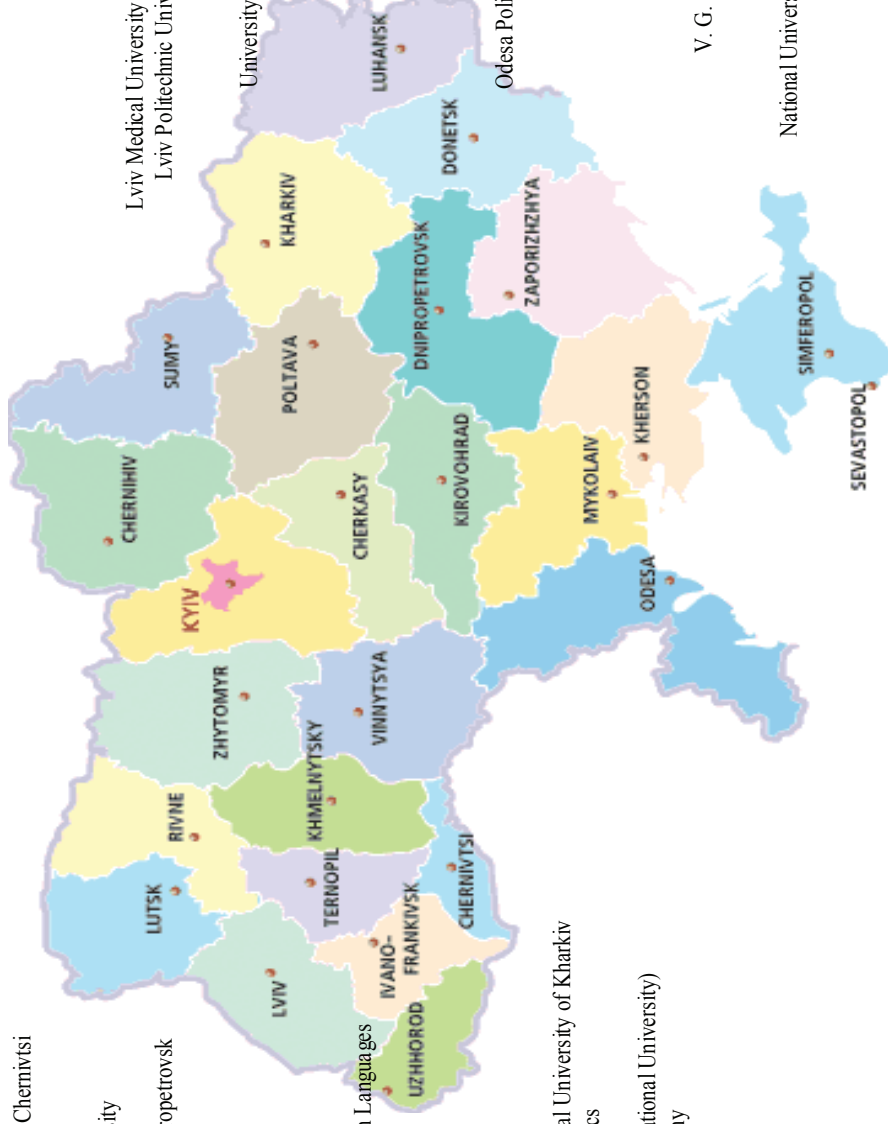 Chernivtsi
ity
CHERNIHIV
Lviv Medical University
LUTSK
ropetrovsk
Lviv Politechnic Univ
SUMY
RIVNE
KYIV
ZHYTOMYR
University
LVIV
KHARKIV
POLTAVA
KHMELNYTSKY
TERNOPIL
CHERKASY
Languages
VINNYTSYA
LUHANSK
IVANO-
FRANKIVSK
UZHHOROD
DNIPROPETROVSK
DONETSK
KIROVOHRAD
CHERNIVTSI
Odesa Poli
ZAPORIZHZHYA
al University of Kharkiv
MYKOLAIV
cs
KHERSON
ODESA
tional University)
V. G.
National Univers
SIMFEROPOL
SEVASTOPOL